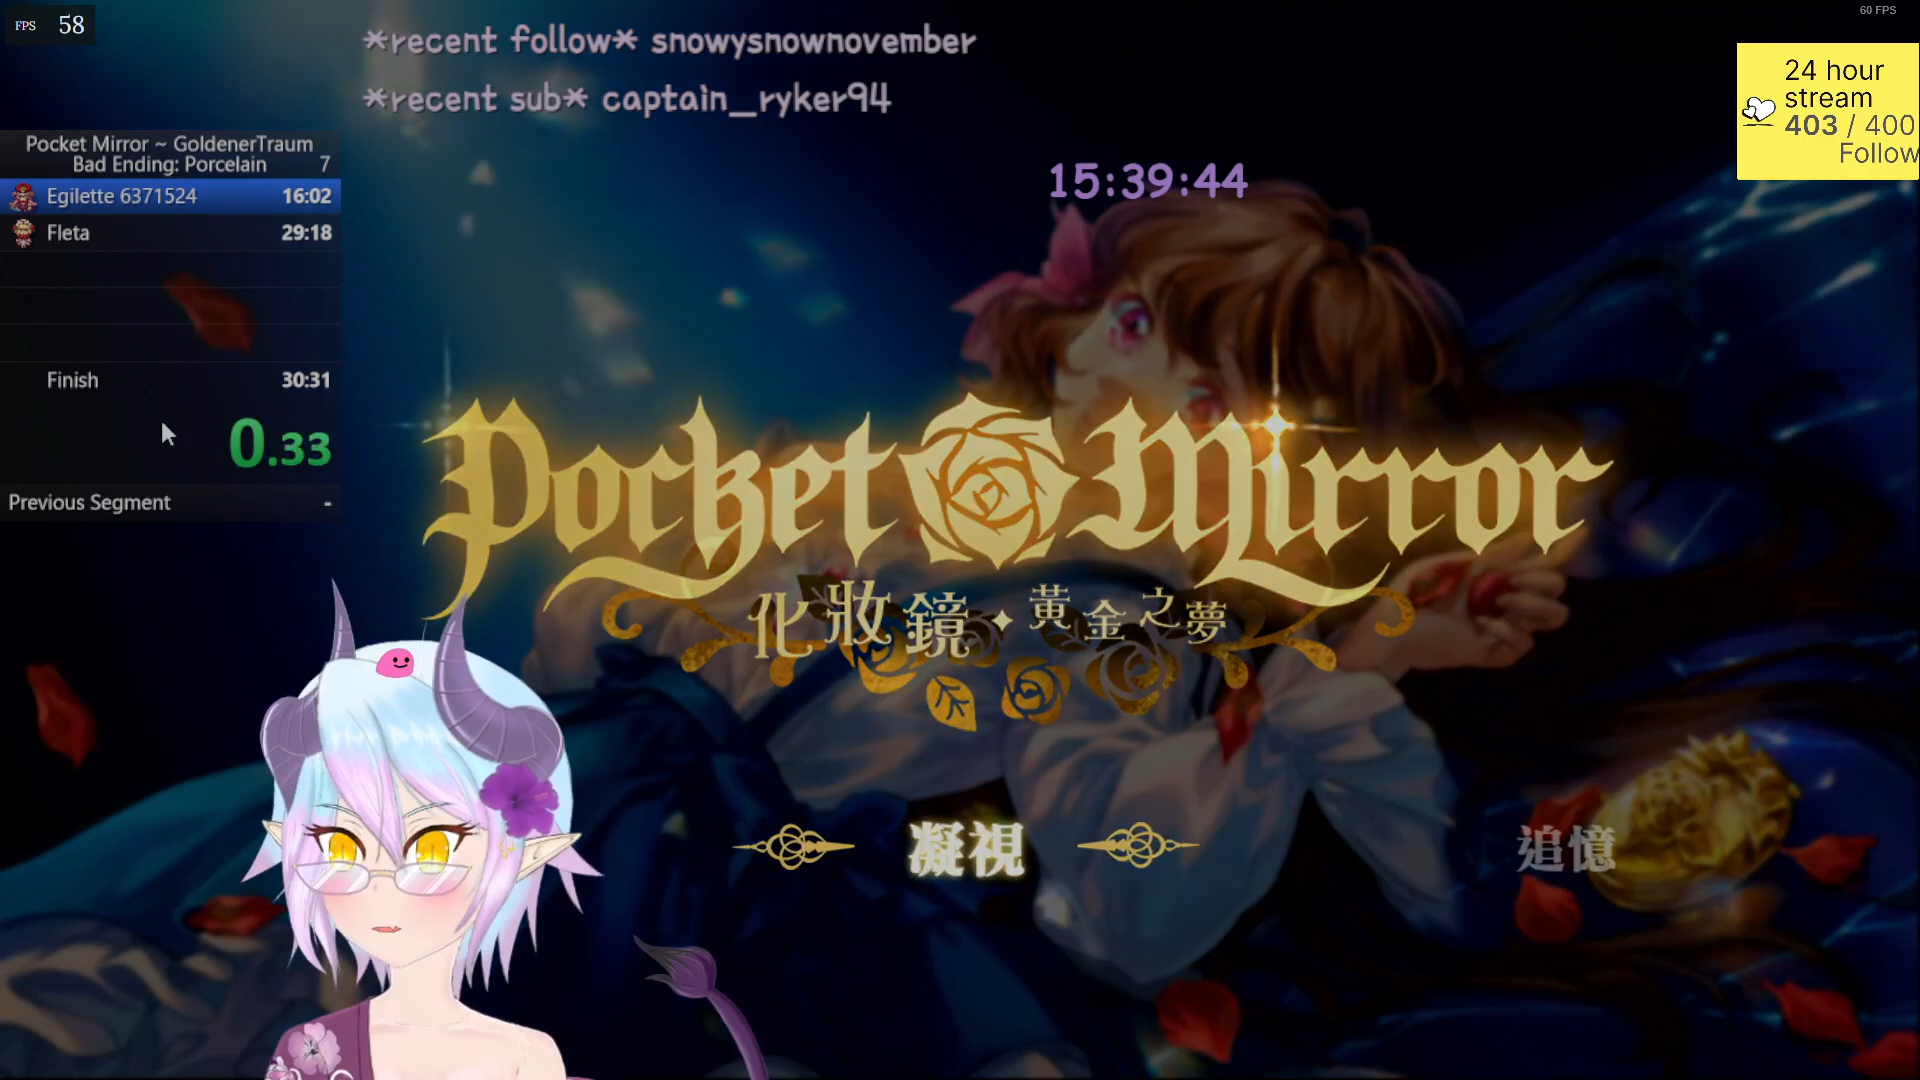 FPS 58
60 FPS
*recent follow* snowysnownovember
*recent sub* captain_ryker94
24 hour
stream
403 / 400
Follow
Pocket Mirror ~ GoldenerTraum
Bad Ending: Porcelain 7
Egilette 6371524 16:02
Fleta 29:18
Finish 30:31
0.33
Previous Segment -
15:39:44
Pocket Mirror
化妝鏡・黃金之夢
凝視
追憶